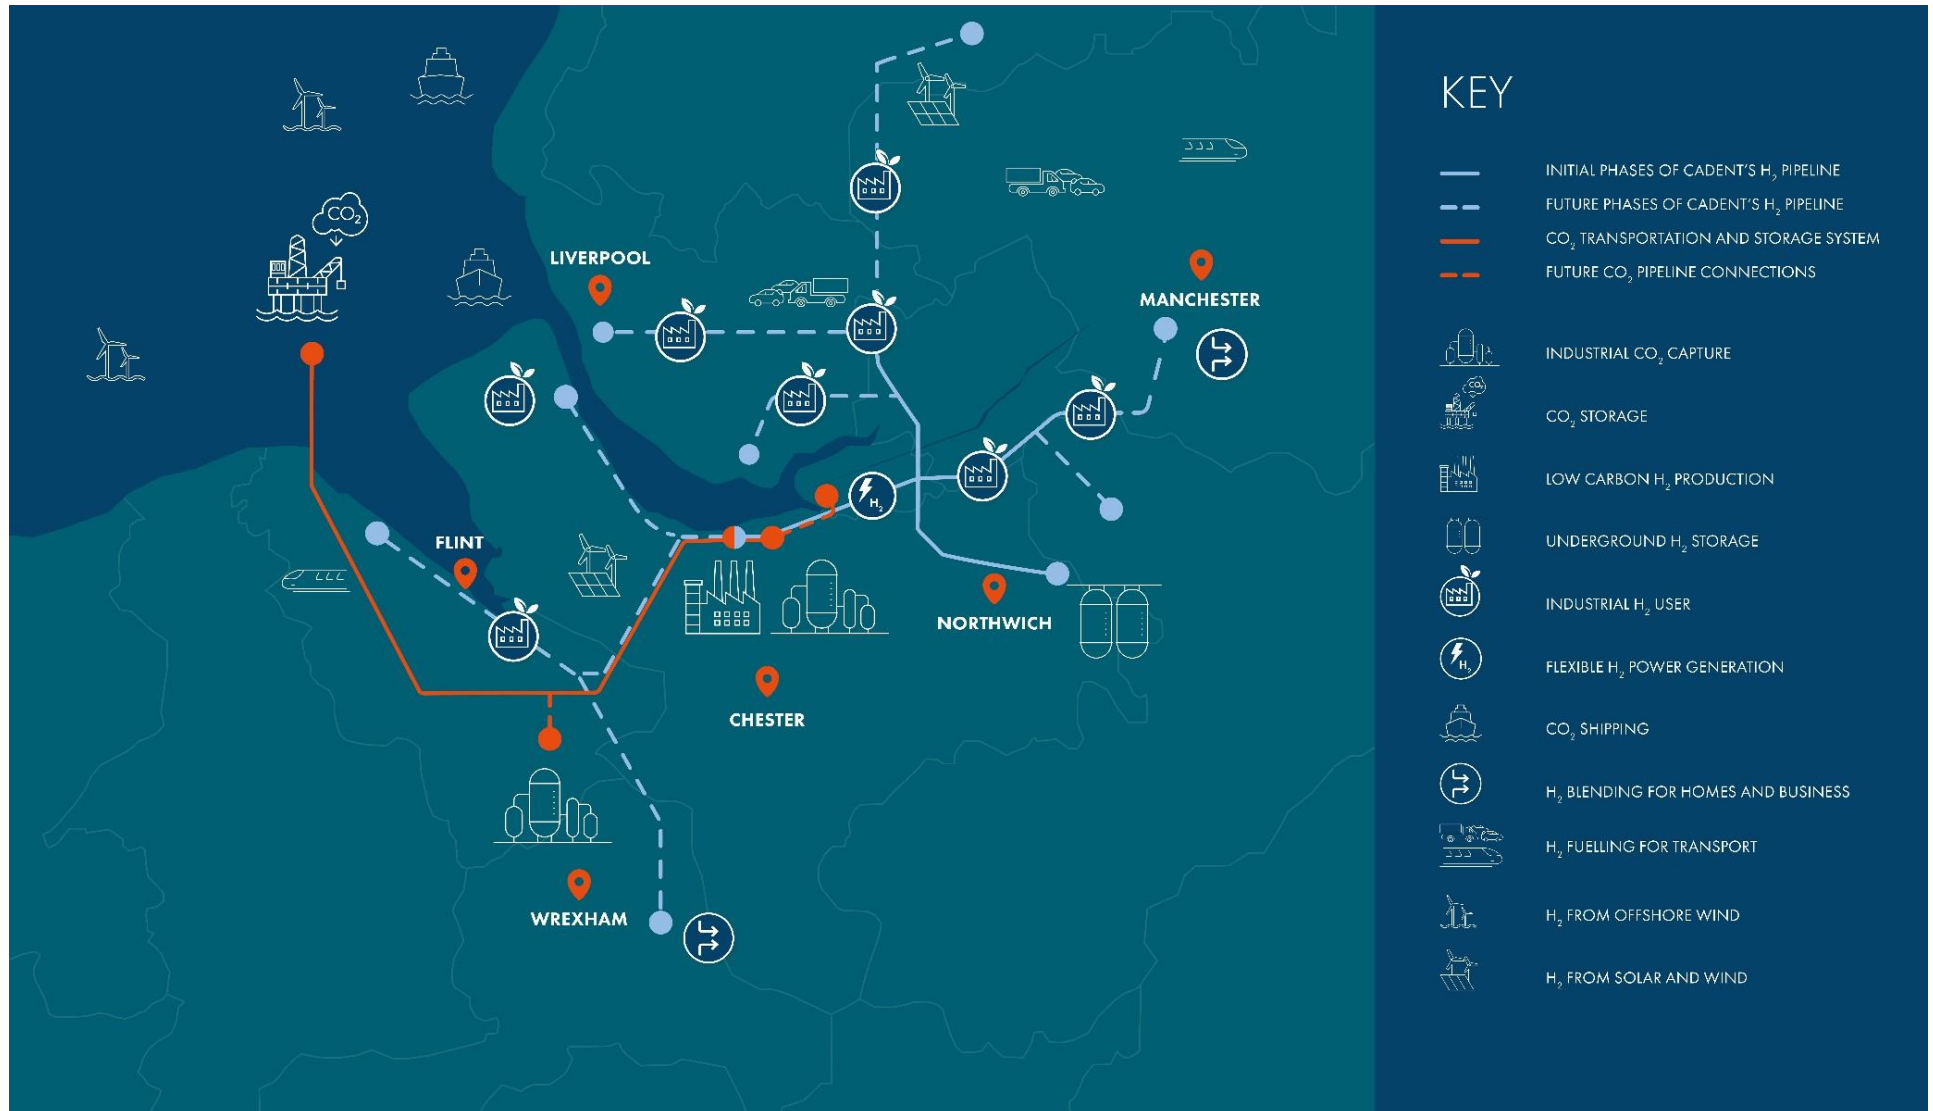 CO₂
LIVERPOOL
MANCHESTER
FLINT
H₂
NORTHWICH
CHESTER
WREXHAM
KEY
INITIAL PHASES OF CADENT'S H₂ PIPELINE
FUTURE PHASES OF CADENT'S H₂ PIPELINE
CO₂ TRANSPORTATION AND STORAGE SYSTEM
FUTURE CO₂ PIPELINE CONNECTIONS
INDUSTRIAL CO₂ CAPTURE
CO₂
CO₂ STORAGE
LOW CARBON H₂ PRODUCTION
UNDERGROUND H₂ STORAGE
INDUSTRIAL H₂ USER
H₂
FLEXIBLE H₂ POWER GENERATION
CO₂ SHIPPING
H₂ BLENDING FOR HOMES AND BUSINESS
H₂ FUELLING FOR TRANSPORT
H₂ FROM OFFSHORE WIND
H₂ FROM SOLAR AND WIND